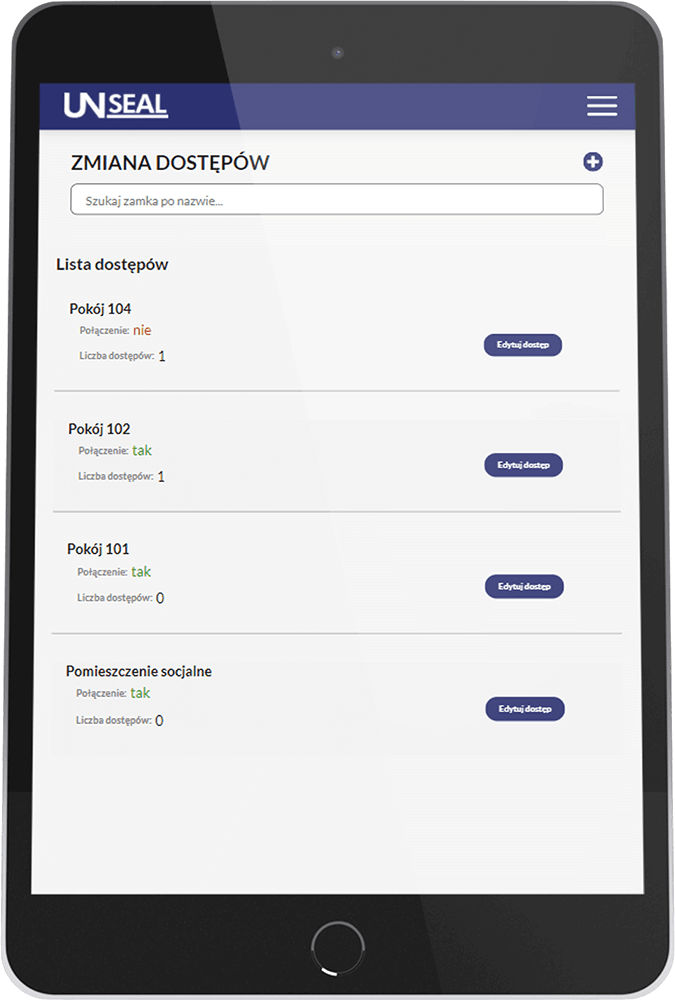 UNSEAL
ZMIANA DOSTĘPÓW
Szukaj zamka po nazwie...
Lista dostępów
Pokój 104
Połączenie: nie
Liczba dostępów: 1
Edytuj dostęp
Pokój 102
Połączenie: tak
Liczba dostępów: 1
Edytuj dostęp
Pokój 101
Połączenie: tak
Liczba dostępów: 0
Edytuj dostęp
Pomieszczenie socjalne
Połączenie: tak
Liczba dostępów: 0
Edytuj dostęp